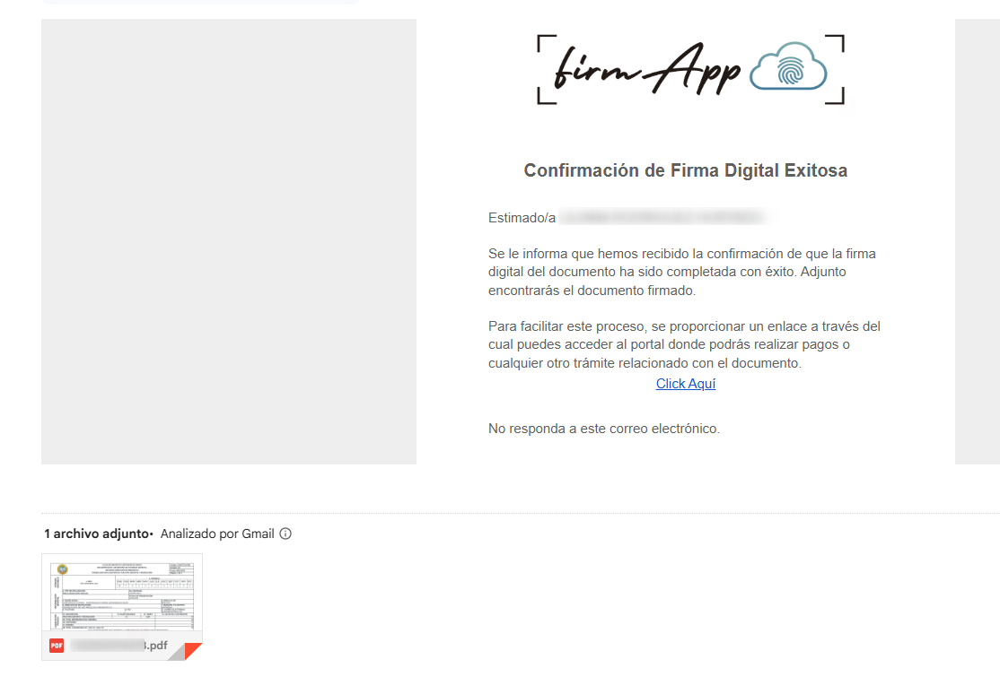 firmApp
Confirmación de Firma Digital Exitosa
Estimado/a
Se le informa que hemos recibido la confirmación de que la firma
digital del documento ha sido completada con éxito. Adjunto
encontrarás el documento firmado.
Para facilitar este proceso, se proporcionar un enlace a través del
cual puedes acceder al portal donde podrás realizar pagos o
cualquier otro trámite relacionado con el documento.
Click Aquí
No responda a este correo electrónico.
1 archivo adjunto• Analizado por Gmail
PDF .pdf